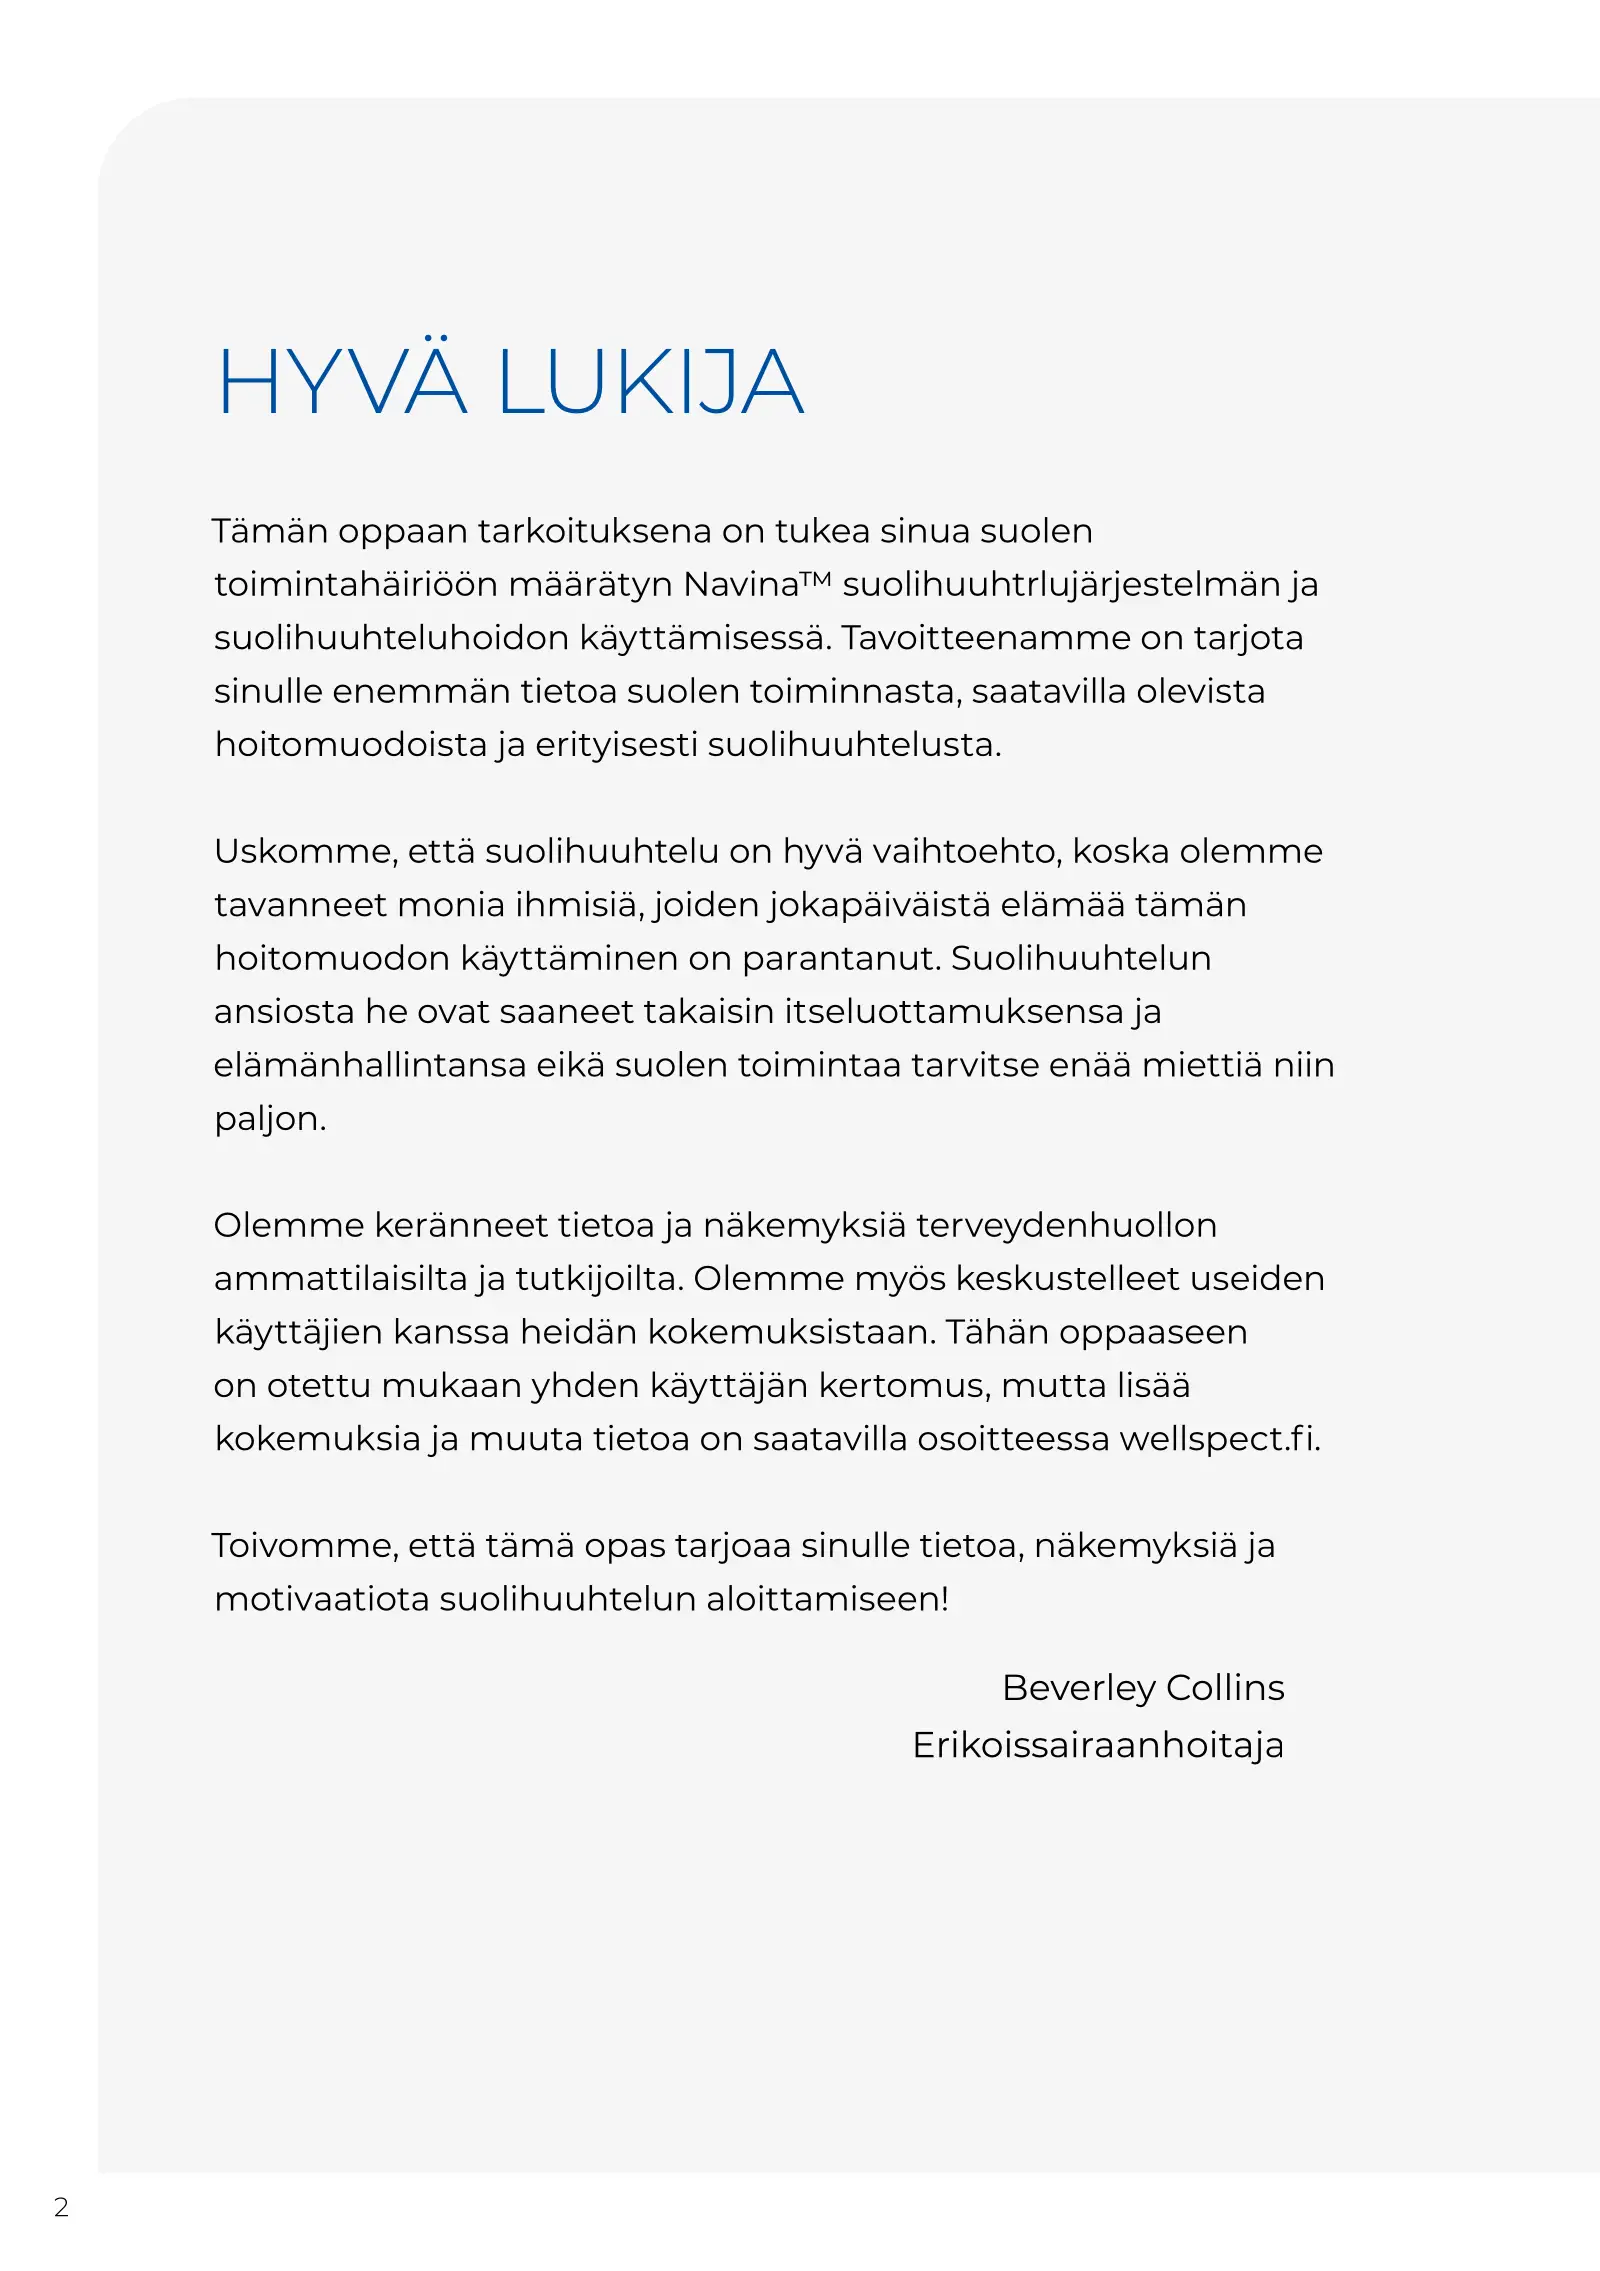 HYVÄ LUKIJA
Tämän oppaan tarkoituksena on tukea sinua suolen
toimintahäiriöön määrätyn Navina™ suolihuuhtrlujärjestelmän ja
suolihuuhteluhoidon käyttämisessä. Tavoitteenamme on tarjota
sinulle enemmän tietoa suolen toiminnasta, saatavilla olevista
hoitomuodoista ja erityisesti suolihuuhtelusta.
Uskomme, että suolihuuhtelu on hyvä vaihtoehto, koska olemme
tavanneet monia ihmisiä, joiden jokapäiväistä elämää tämän
hoitomuodon käyttäminen on parantanut. Suolihuuhtelun
ansiosta he ovat saaneet takaisin itseluottamuksensa ja
elämänhallintansa eikä suolen toimintaa tarvitse enää miettiä niin
paljon.
Olemme keränneet tietoa ja näkemyksiä terveydenhuollon
ammattilaisilta ja tutkijoilta. Olemme myös keskustelleet useiden
käyttäjien kanssa heidän kokemuksistaan. Tähän oppaaseen
on otettu mukaan yhden käyttäjän kertomus, mutta lisää
kokemuksia ja muuta tietoa on saatavilla osoitteessa wellspect.fi.
Toivomme, että tämä opas tarjoaa sinulle tietoa, näkemyksiä ja
motivaatiota suolihuuhtelun aloittamiseen!
Beverley Collins
Erikoissairaanhoitaja
2